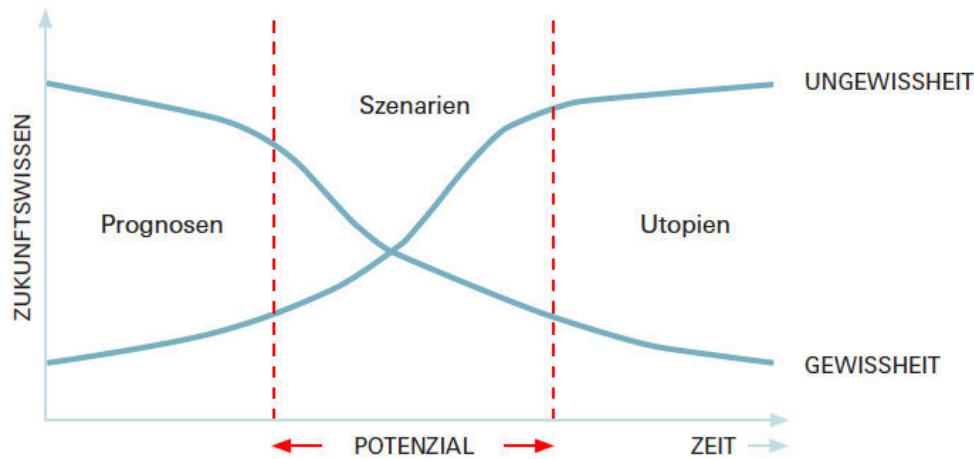 Szenarien
UNGEWISSHEIT
Prognosen
Utopien
ZUKUNFTSWISSEN
GEWISSHEIT
POTENZIAL
ZEIT